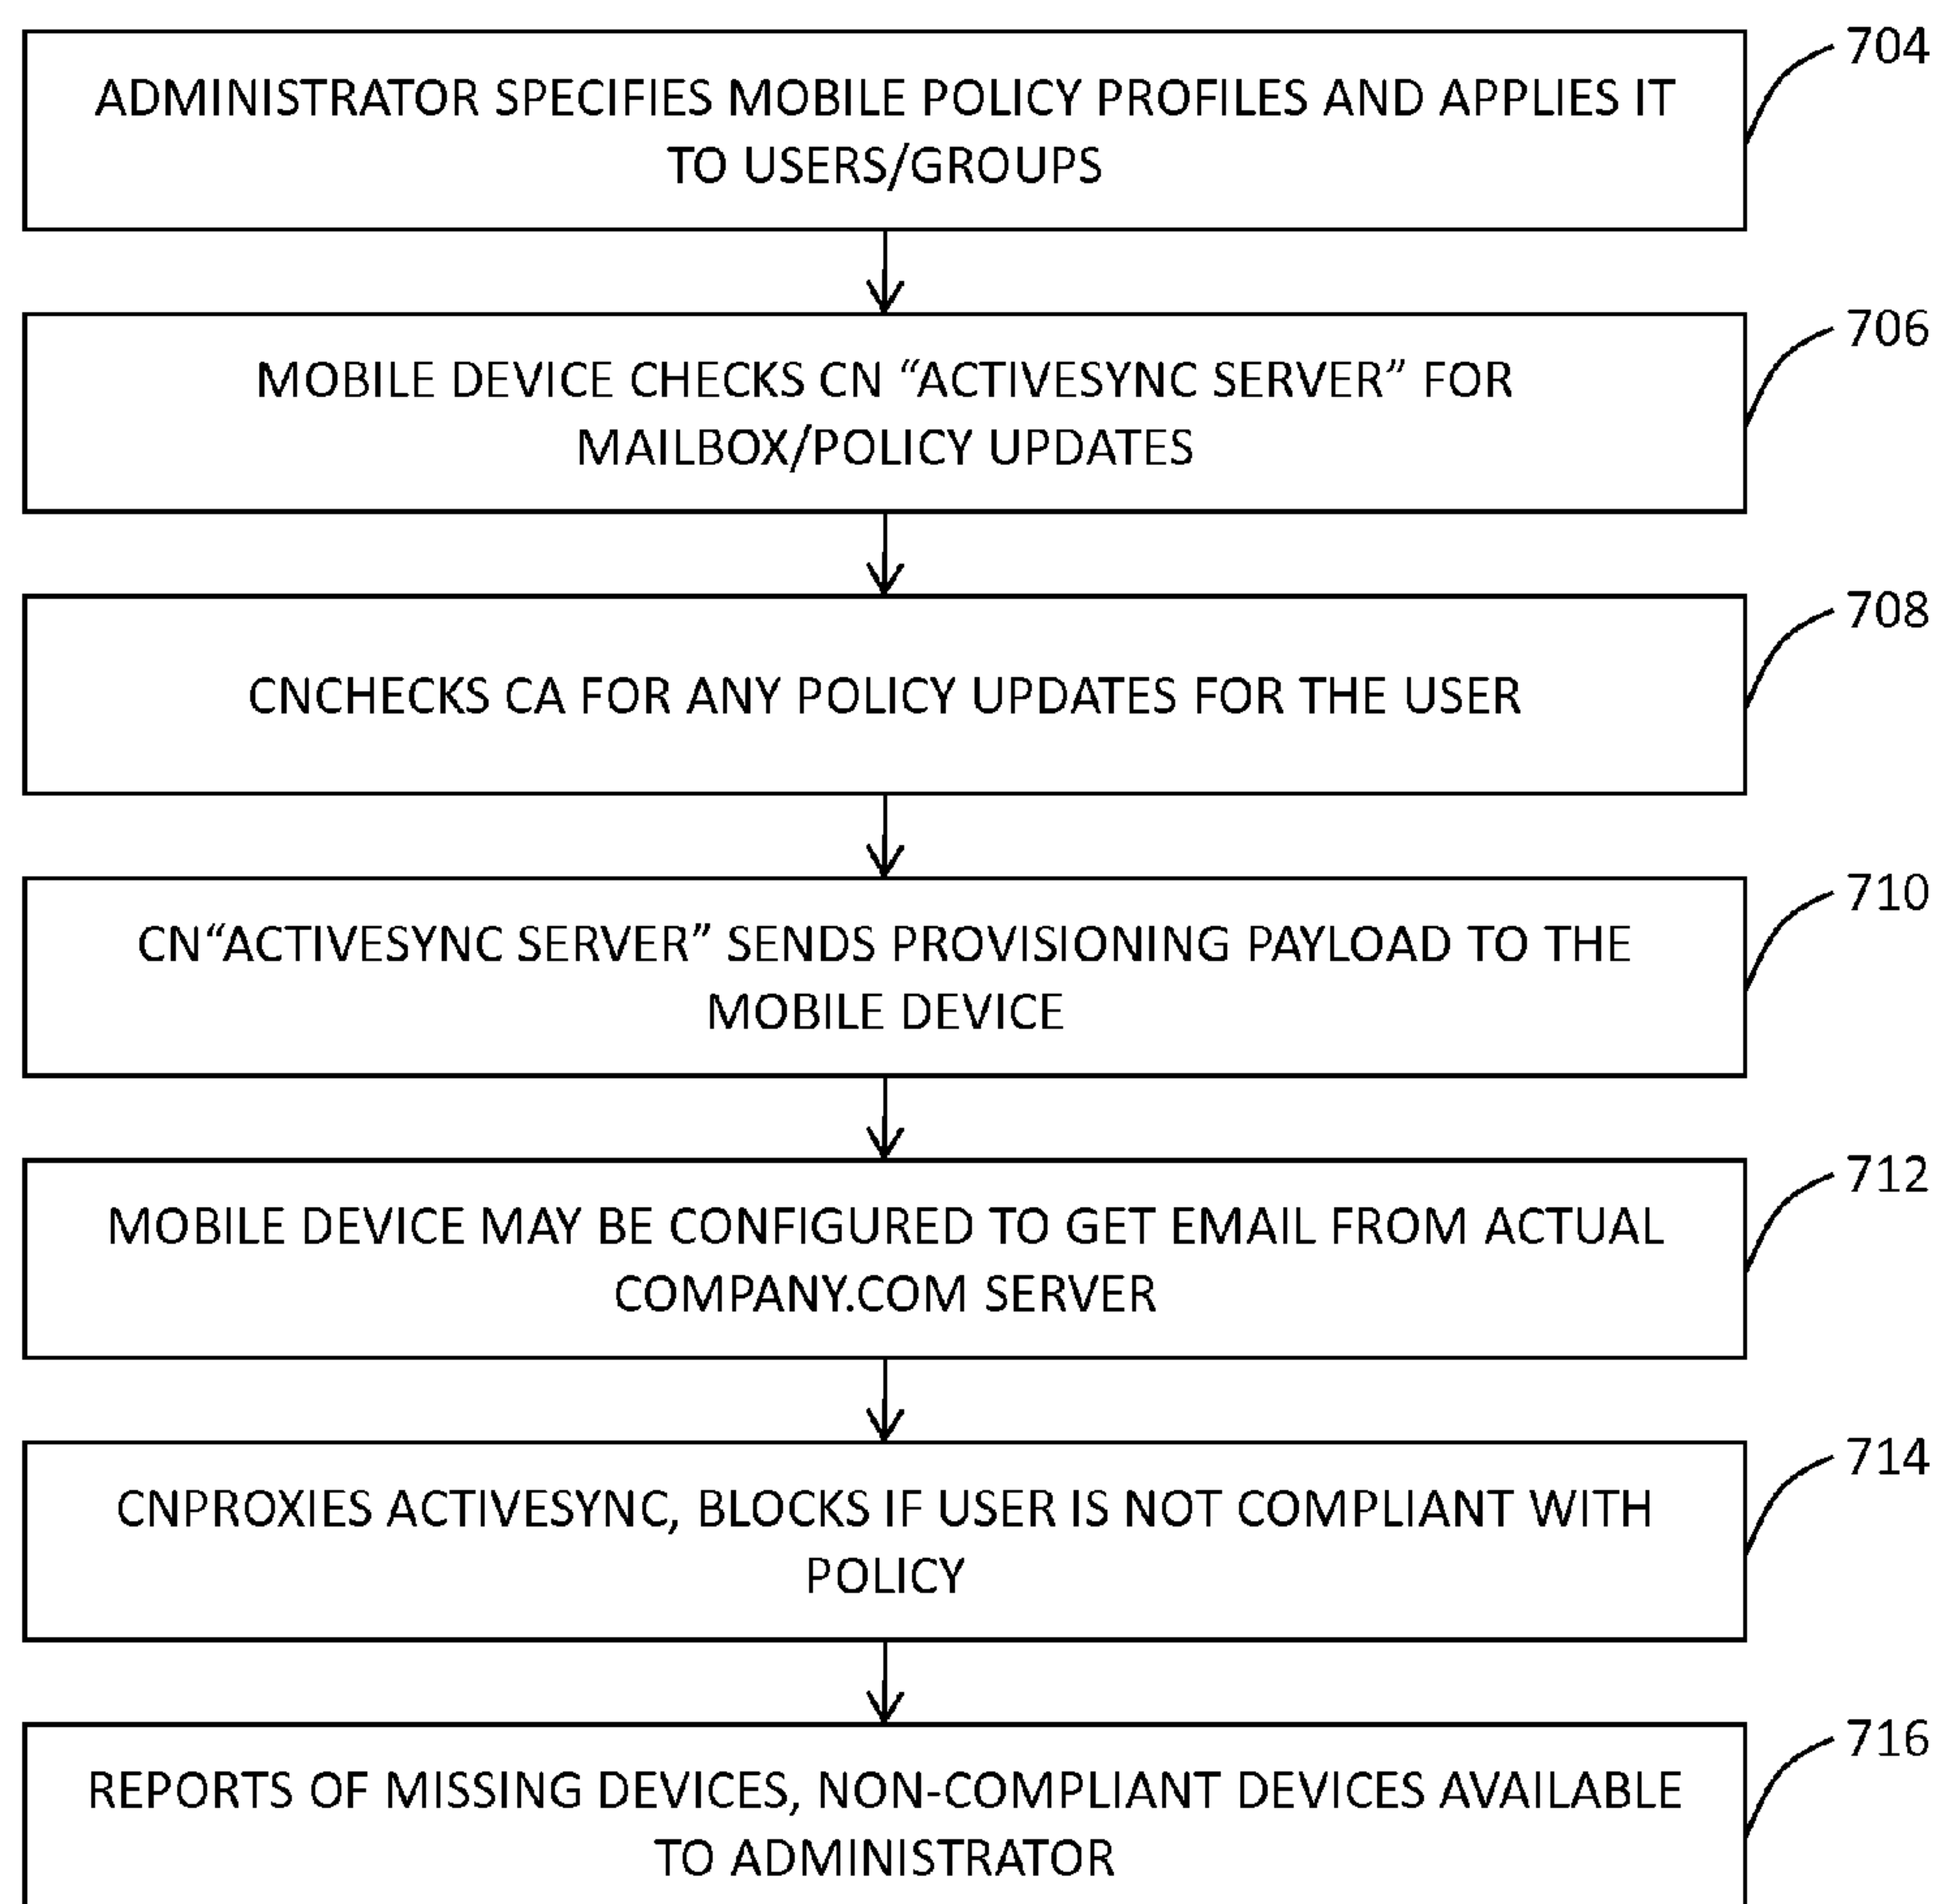 704
ADMINISTRATOR SPECIFIES MOBILE POLICY PROFILES AND APPLIES IT
TO USERS/GROUPS
706
MOBILE DEVICE CHECKS CN “ACTIVESYNC SERVER” FOR
MAILBOX/POLICY UPDATES
708
CNCHECKS CA FOR ANY POLICY UPDATES FOR THE USER
710
CN“ACTIVESYNC SERVER” SENDS PROVISIONING PAYLOAD TO THE
MOBILE DEVICE
712
MOBILE DEVICE MAY BE CONFIGURED TO GET EMAIL FROM ACTUAL
COMPANY.COM SERVER
714
CNPROXIES ACTIVESYNC, BLOCKS IF USER IS NOT COMPLIANT WITH
POLICY
716
REPORTS OF MISSING DEVICES, NON-COMPLIANT DEVICES AVAILABLE
TO ADMINISTRATOR